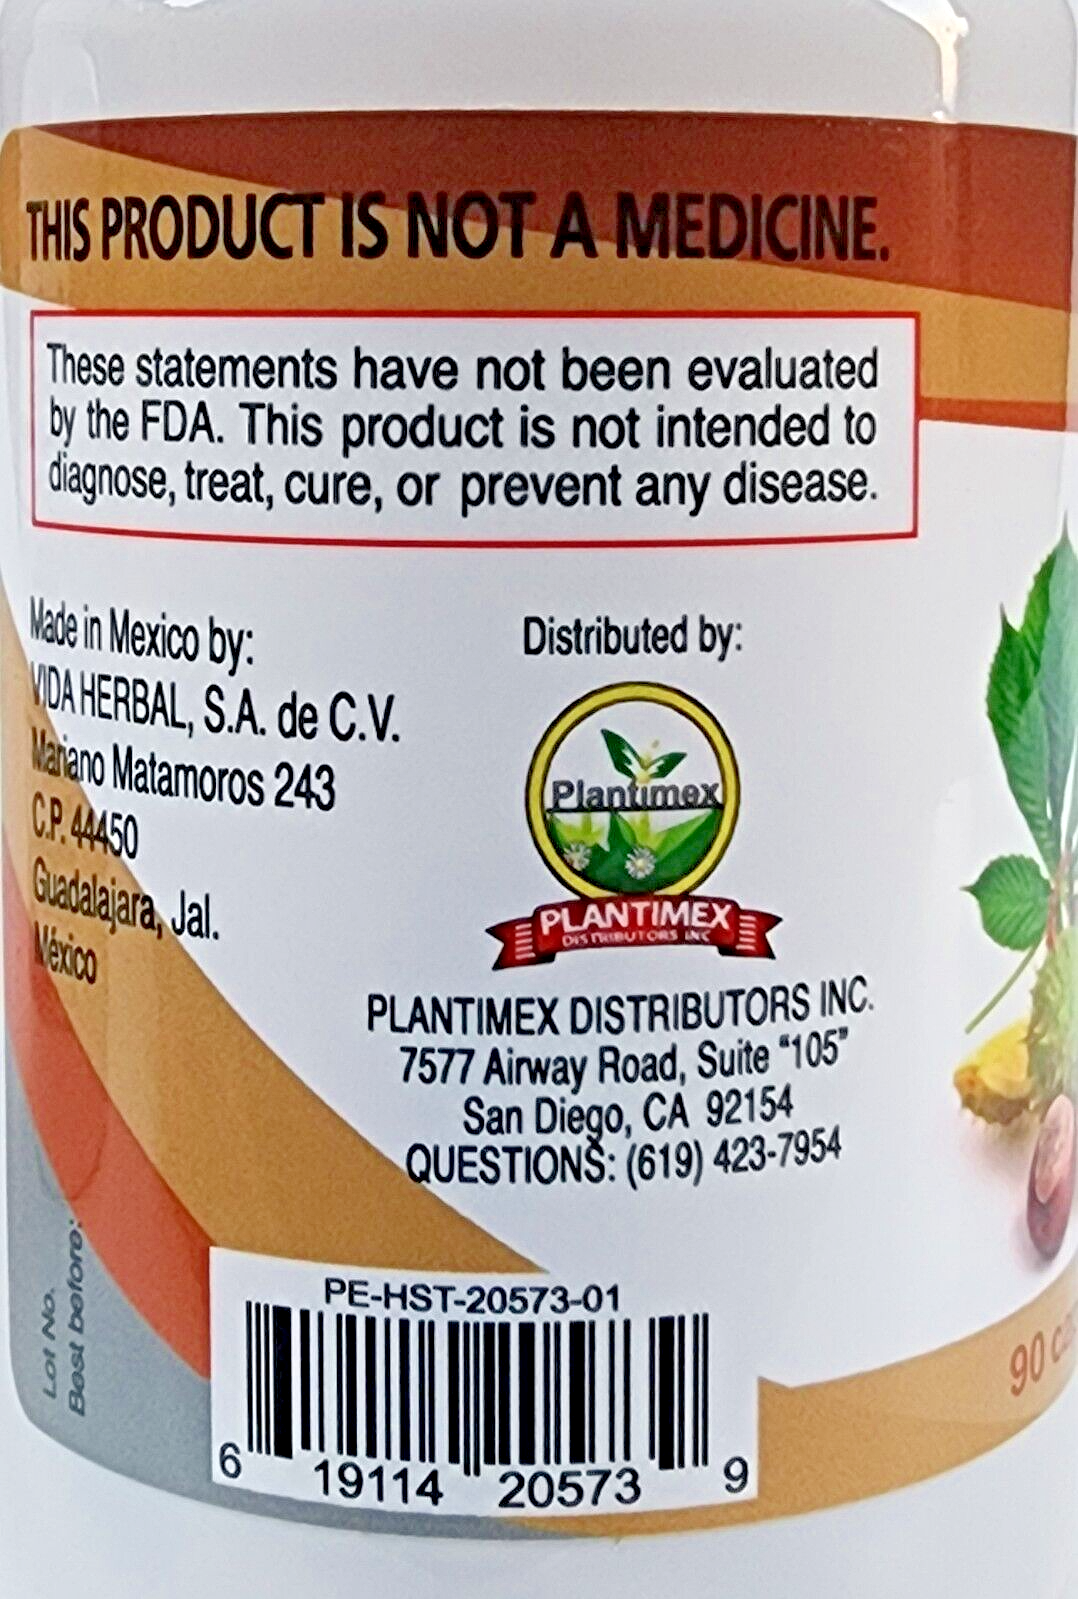 THIS PRODUCT IS NOT A MEDICINE.
These statements have not been evaluated
by the FDA. This product is not intended to
diagnose, treat, cure, or prevent any disease.
Made in Mexico by:
VIDA HERBAL, S.A. de C.V.
Mariano Matamoros 243
C.P. 44450
Guadalajara, Jal.
México
Distributed by:
Plantimex
PLANTIMEX
DISTRIBUTORS INC
PLANTIMEX DISTRIBUTORS INC.
7577 Airway Road, Suite "105"
San Diego, CA 92154
QUESTIONS: (619) 423-7954
Lot No.
Best before:
PE-HST-20573-01
6 19114 20573 9
90